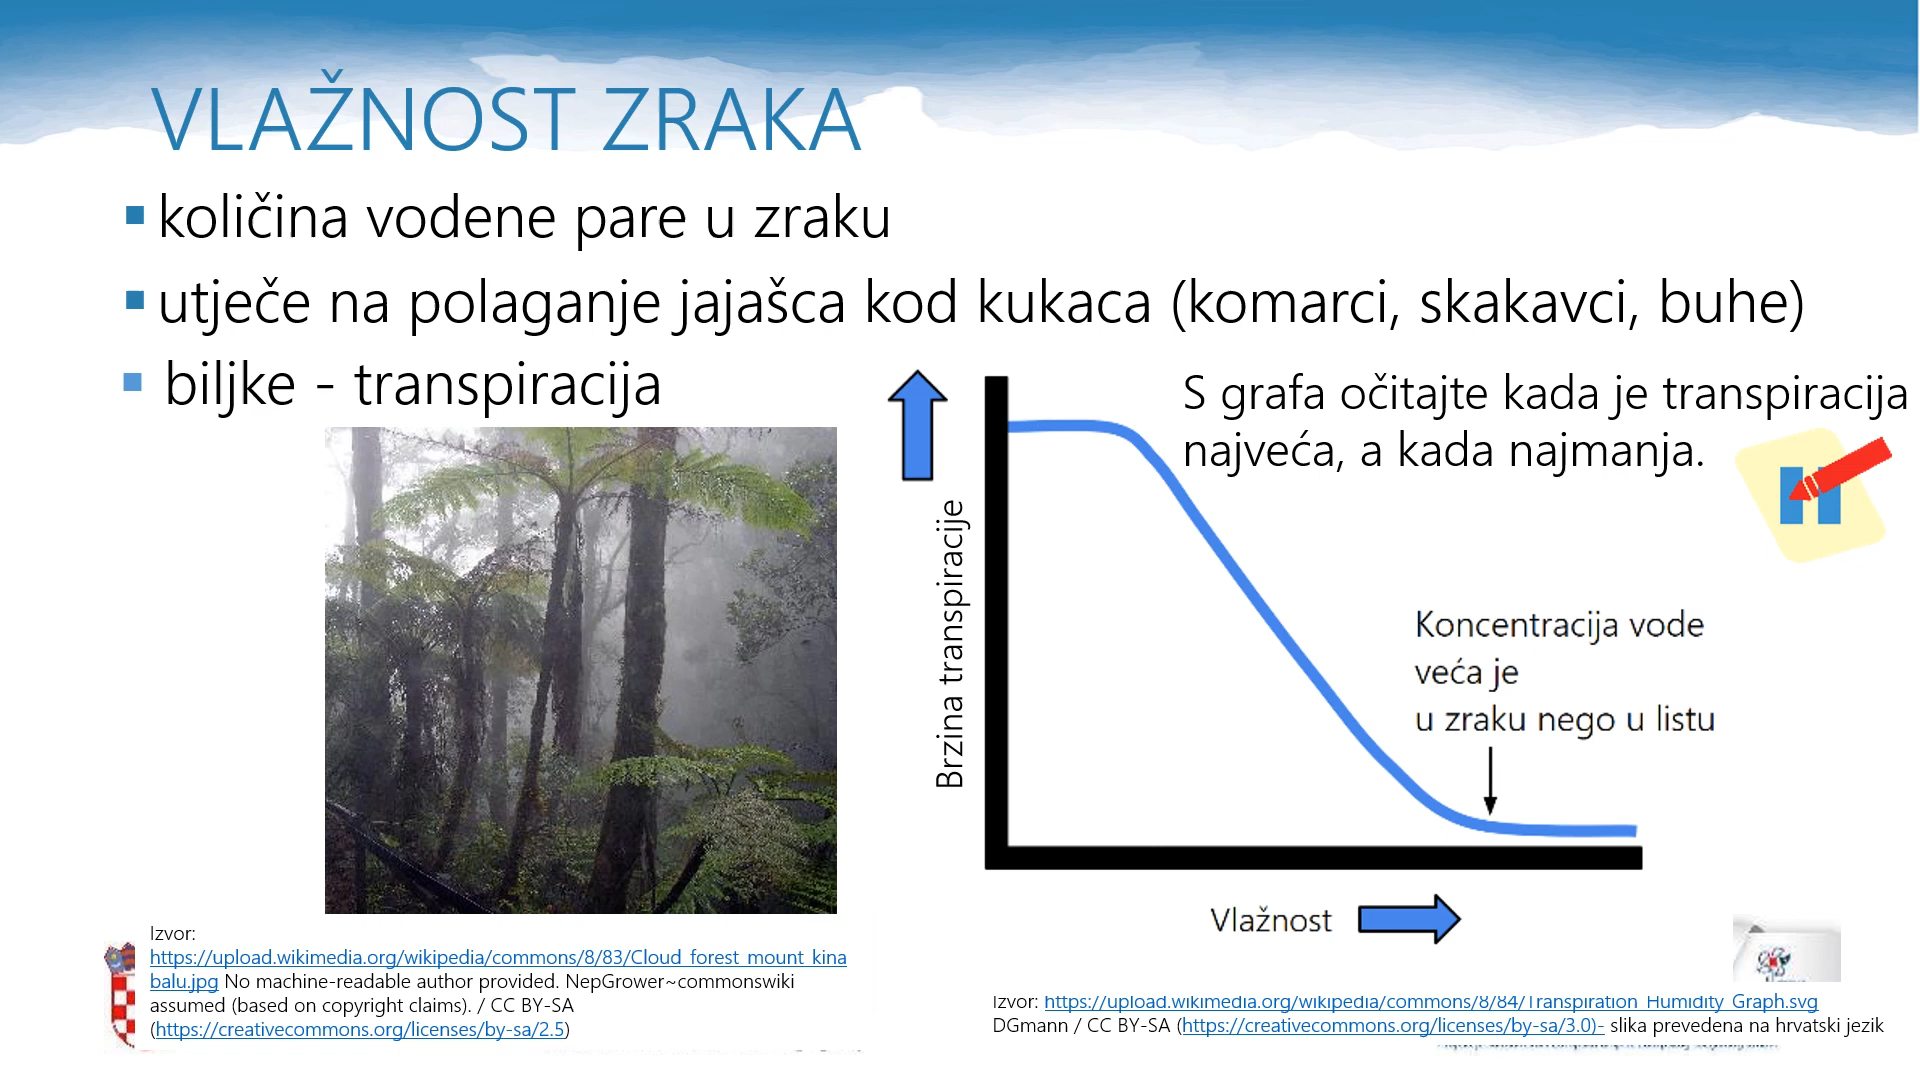 VLAŽNOST ZRAKA
količina vodene pare u zraku
utječe na polaganje jajašca kod kukaca (komarci, skakavci, buhe)
biljke - transpiracija
S grafa očitajte kada je transpiracija
najveća, a kada najmanja.
Brzina transpiracije
Koncentracija vode
veća je
u zraku nego u listu
Vlažnost
Izvor:
https://upload.wikimedia.org/wikipedia/commons/8/83/Cloud_forest_mount_kina
balu.jpg No machine-readable author provided. NepGrower~commonswiki
assumed (based on copyright claims). / CC BY-SA
(https://creativecommons.org/licenses/by-sa/2.5)
Izvor: https://upload.wikimedia.org/wikipedia/commons/8/84/Transpiration_Humidity_Graph.svg
DGmann / CC BY-SA (https://creativecommons.org/licenses/by-sa/3.0)- slika prevedena na hrvatski jezik